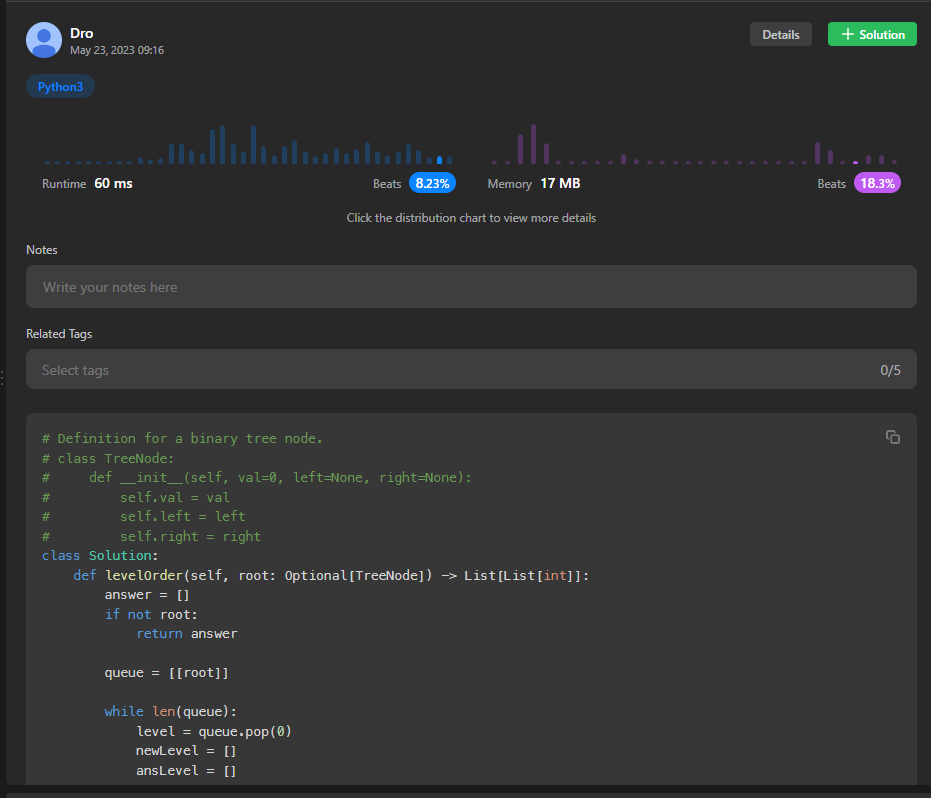 Dro
May 23, 2023 09:16
Details
Solution
Python3
Runtime 60 ms
Beats 8.23%
Memory 17 MB
Beats 18.3%
Click the distribution chart to view more details
Notes
Write your notes here
Related Tags
Select tags 0/5
# Definition for a binary tree node.
# class TreeNode:
#     def __init__(self, val=0, left=None, right=None):
#         self.val = val
#         self.left = left
#         self.right = right
class Solution:
    def levelOrder(self, root: Optional[TreeNode]) -> List[List[int]]:
        answer = []
        if not root:
            return answer
        queue = [[root]]
        while len(queue):
            level = queue.pop(0)
            newLevel = []
            ansLevel = []